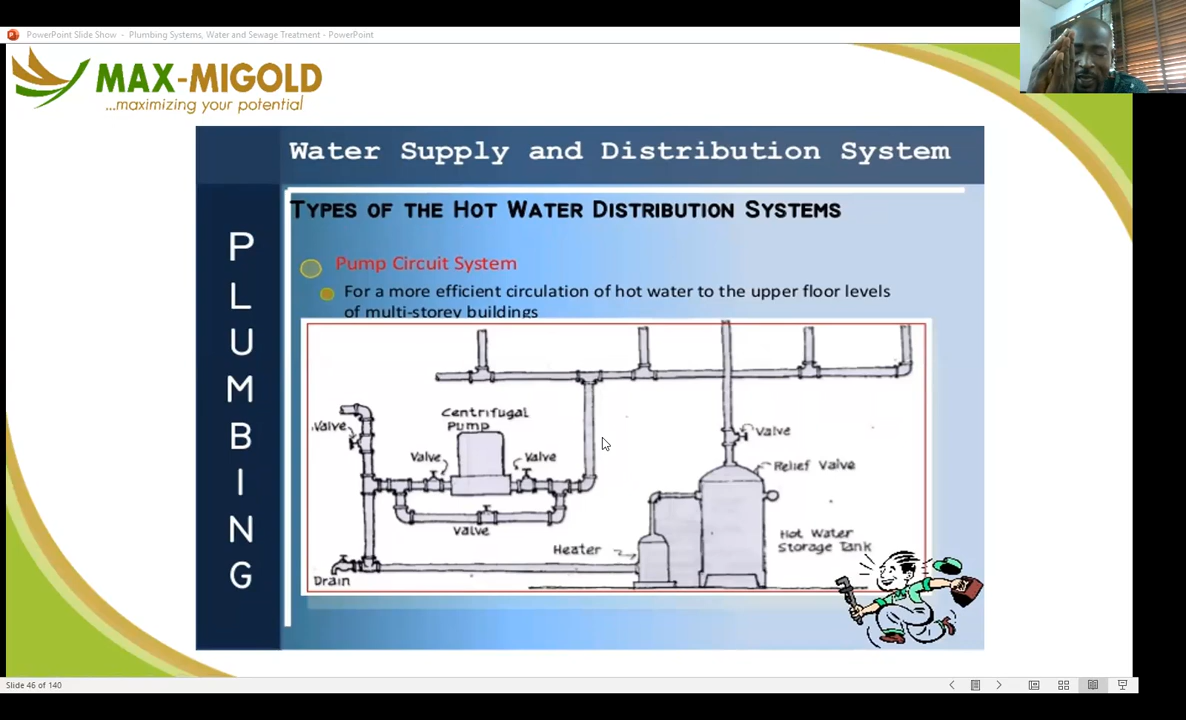 PowerPoint Slide Show - Plumbing Systems, Water and Sewage Treatment - PowerPoint
MAX-MIGOLD
...maximizing your potential
Water Supply and Distribution System
PLUMBING
TYPES OF THE HOT WATER DISTRIBUTION SYSTEMS
Pump Circuit System
For a more efficient circulation of hot water to the upper floor levels
of multi-storey buildings
Centrifugal
Pump
Valve
Valve
Valve
Valve
Valve
Relief Valve
Hot Water
Storage Tank
Heater
Drain
Slide 46 of 140